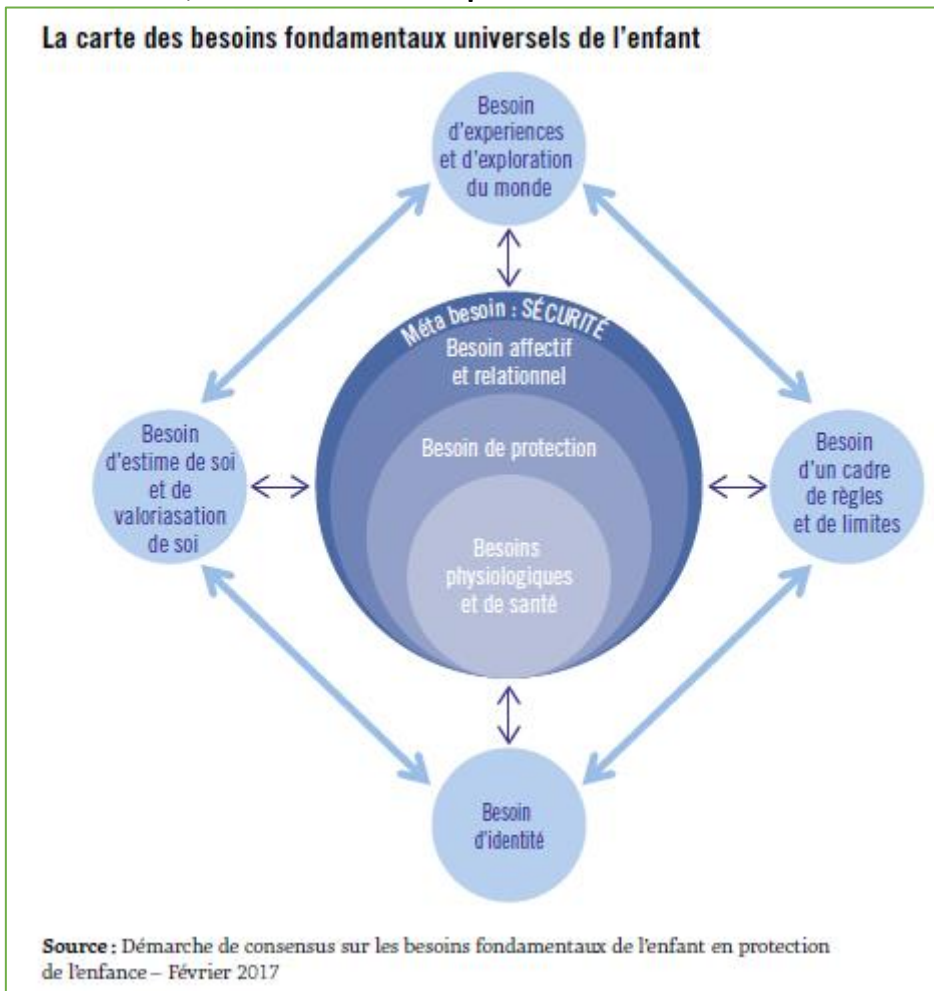 La carte des besoins fondamentaux universels de l'enfant
Besoin
d'experiences
et d'exploration
du monde
Méta besoin : SÉCURITÉ
Besoin affectif
et relationnel
Besoin de protection
Besoins
physiologiques
et de santé
Besoin
d'estime de soi
et de
valoriasation
de soi
Besoin
d'un cadre
de règles
et de limites
Besoin
d'identité
Source : Démarche de consensus sur les besoins fondamentaux de l'enfant en protection
de l'enfance – Février 2017